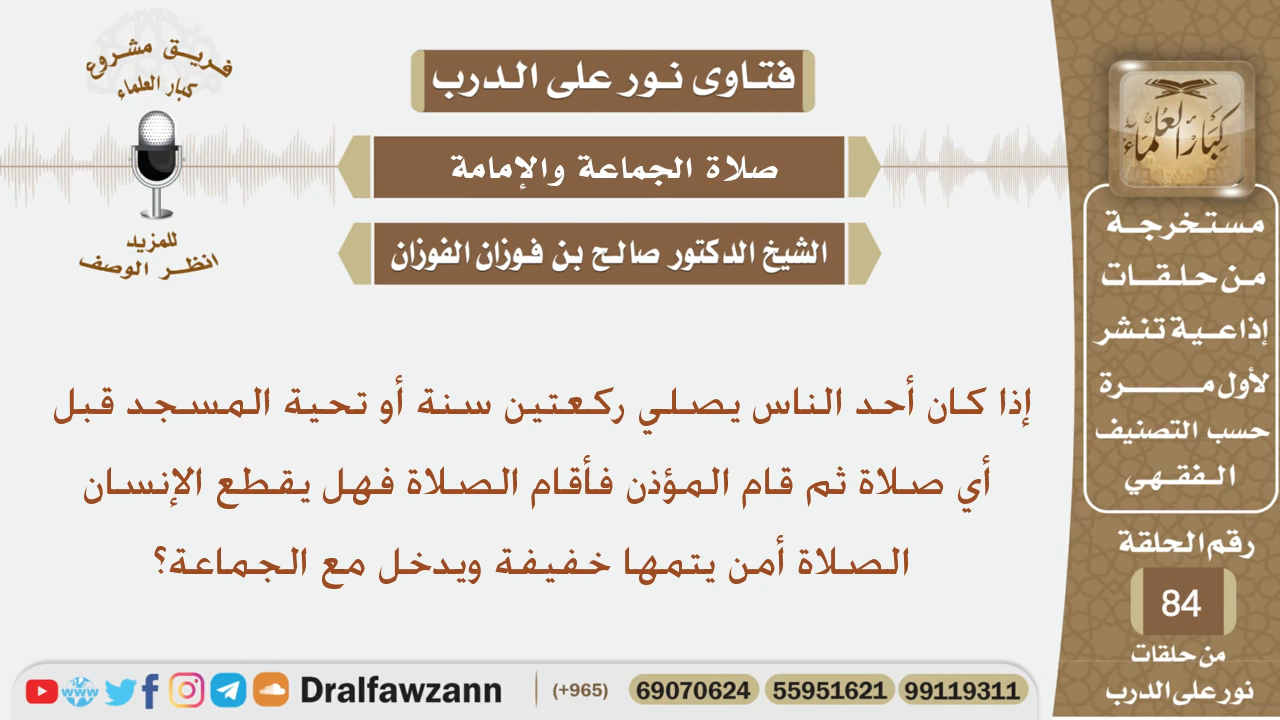 فريق مشروع
كبار العلماء
للمزيد
انظر الوصف
فتاوى نور على الدرب
صلاة الجماعة والإمامة
الشيخ الدكتور صالح بن فوزان الفوزان
إذا كان أحد الناس يصلي ركعتين سنة أو تحية المسجد قبل
أي صلاة ثم قام المؤذن فأقام الصلاة فهل يقطع الإنسان
الصلاة أمن يتمها خفيفة ويدخل مع الجماعة؟
كبار العلماء
مستخرجة
من حلقات
إذاعية تنشر
لأول مرة
حسب التصنيف
الفقهي
رقم الحلقة
84
من حلقات
نور على الدرب
www
Dralfawzann
(+965)
69070624
55951621
99119311